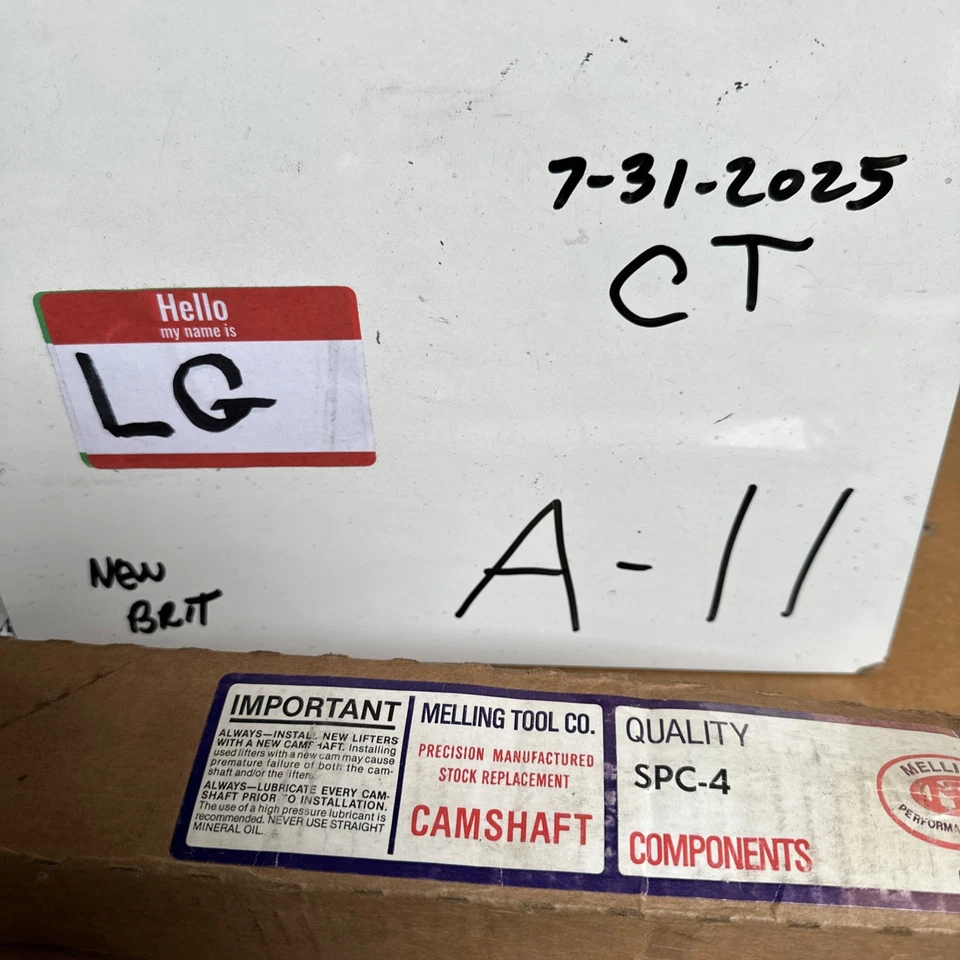 7-31-2025
CT
Hello
my name is
LG
A-11
NEW
BRIT
IMPORTANT
ALWAYS—INSTALL NEW LIFTERS
WITH A NEW CAMSHAFT. Installing
used lifters with a new cam may cause
premature failure of both the cam-
shaft and/or the lifters.
ALWAYS—LUBRICATE EVERY CAM-
SHAFT PRIOR TO INSTALLATION.
The use of a high pressure lubricant is
recommended. NEVER USE STRAIGHT
MINERAL OIL.
MELLING TOOL CO.
PRECISION MANUFACTURED
STOCK REPLACEMENT
CAMSHAFT
QUALITY
SPC-4
COMPONENTS